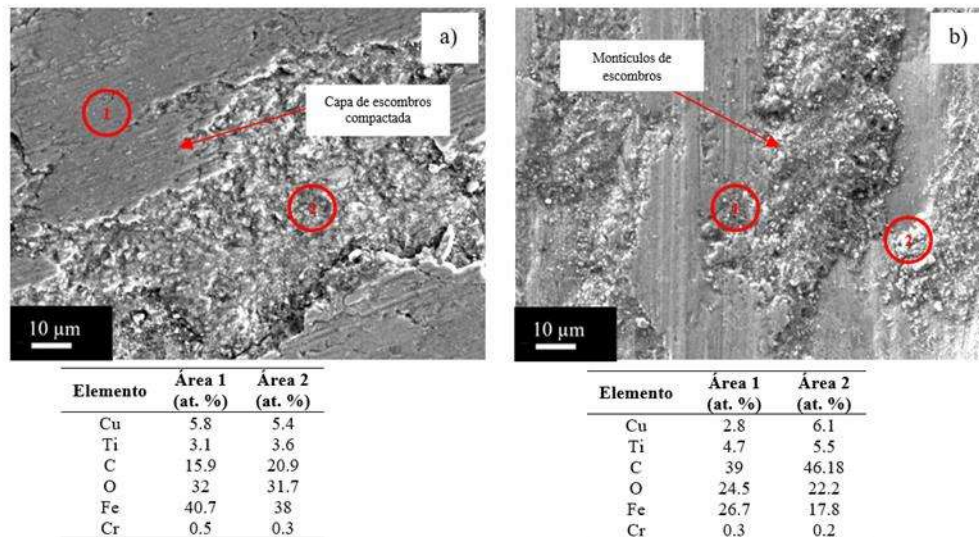 a)
1
Capa de escombros
compactada
10 µm
b)
Montículos de
escombros
2
10 µm
Elemento Área 1 (at. %) Área 2 (at. %)
Cu 5.8 5.4
Ti 3.1 3.6
C 15.9 20.9
O 32 31.7
Fe 40.7 38
Cr 0.5 0.3
Elemento Área 1 (at. %) Área 2 (at. %)
Cu 2.8 6.1
Ti 4.7 5.5
C 39 46.18
O 24.5 22.2
Fe 26.7 17.8
Cr 0.3 0.2